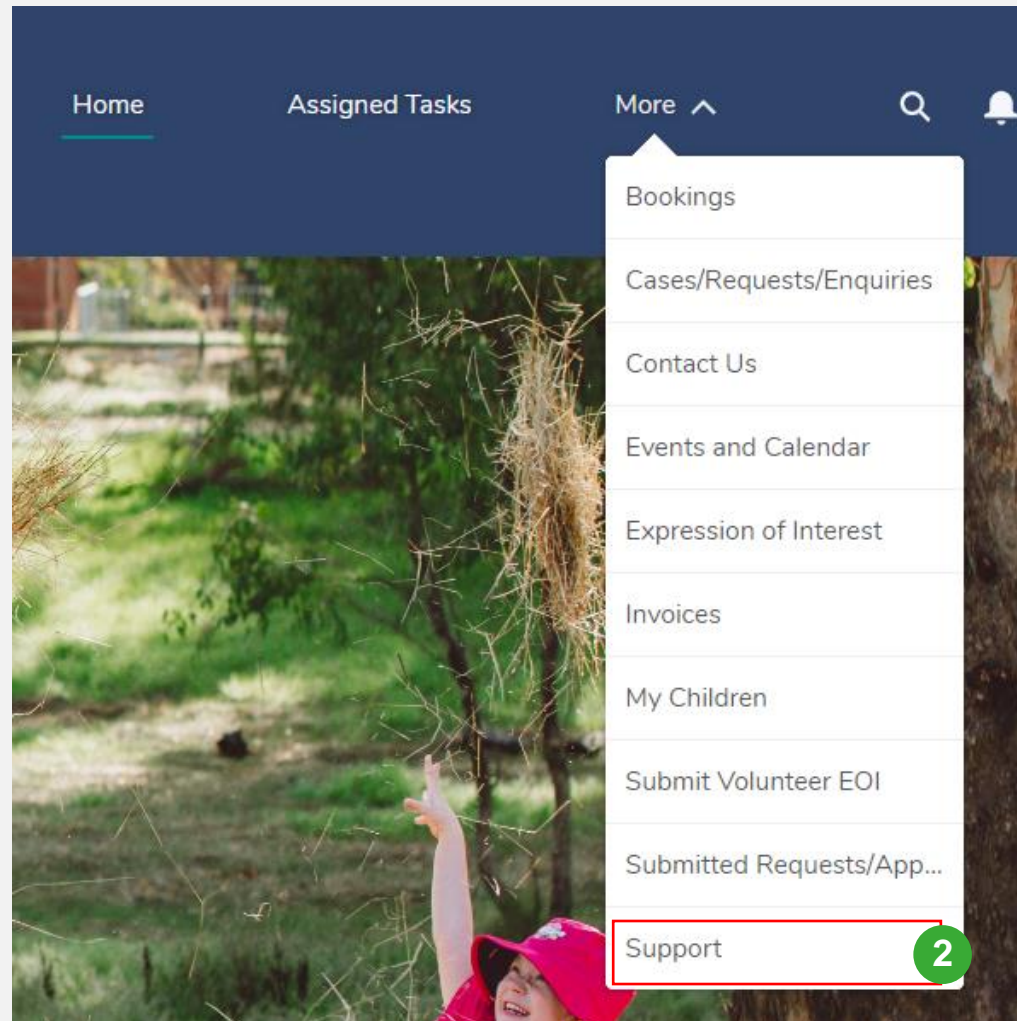 Home
Assigned Tasks
More
Bookings
Cases/Requests/Enquiries
Contact Us
Events and Calendar
Expression of Interest
Invoices
My Children
Submit Volunteer EOI
Submitted Requests/App...
Support
2